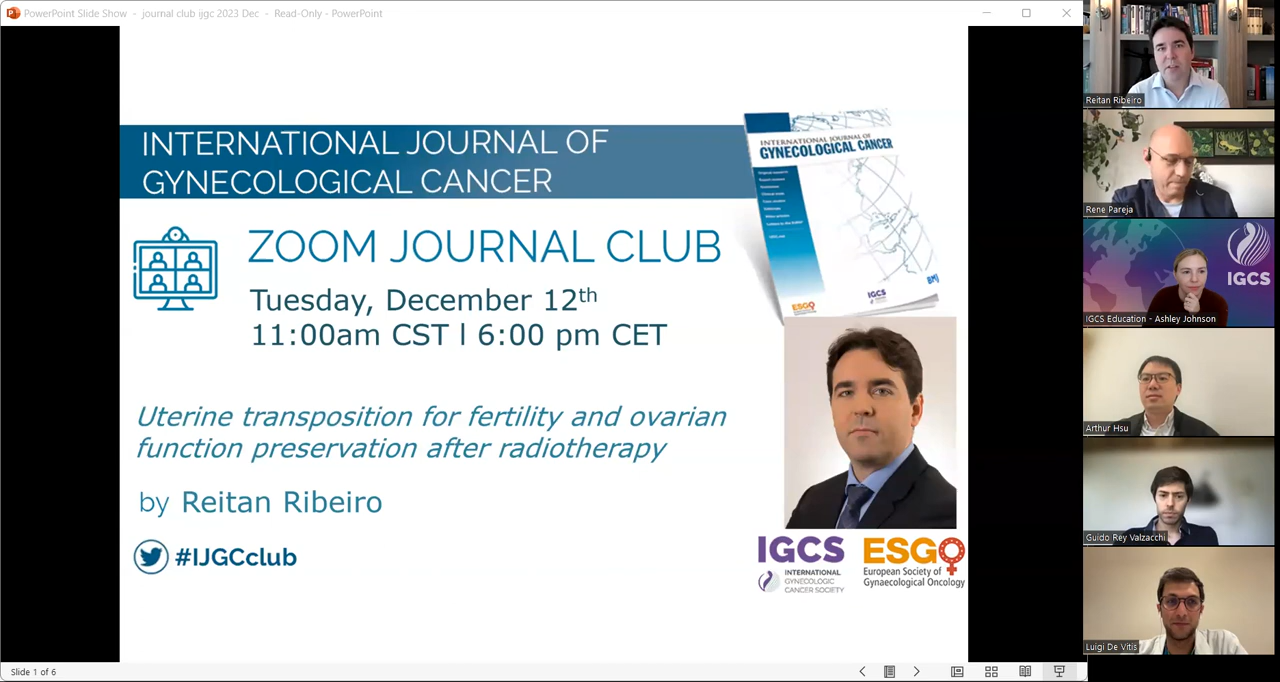 PowerPoint Slide Show - journal club ijgc 2023 Dec - Read-Only - PowerPoint
INTERNATIONAL JOURNAL OF
GYNECOLOGICAL CANCER
ZOOM JOURNAL CLUB
Tuesday, December 12th
11:00am CST l 6:00 pm CET
Uterine transposition for fertility and ovarian
function preservation after radiotherapy
by Reitan Ribeiro
#IJGCclub
INTERNATIONAL JOURNAL OF
GYNECOLOGICAL CANCER
ESGO
IGCS
BMJ
IGCS
INTERNATIONAL
GYNECOLOGIC
CANCER SOCIETY
ESGO
European Society of
Gynaecological Oncology
Slide 1 of 6
Reitan Ribeiro
Rene Pareja
IGCS
IGCS Education - Ashley Johnson
Arthur Hsu
Guido Rey Valzacchi
Luigi De Vitis